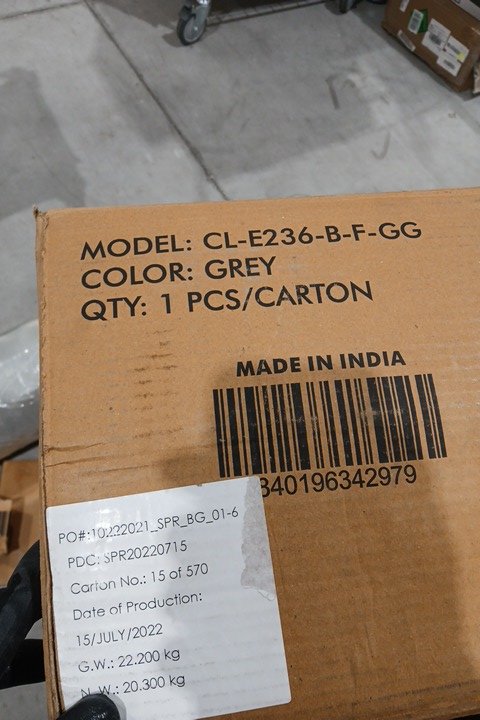 MODEL: CL-E236-B-F-GG
COLOR: GREY
QTY: 1 PCS/CARTON
MADE IN INDIA
840196342979
PO#:10222021_SPR_BG_01-6
PDC: SPR20220715
Carton No.: 15 of 570
Date of Production:
15/JULY/2022
G.W.: 22.200 kg
N.W.: 20.300 kg